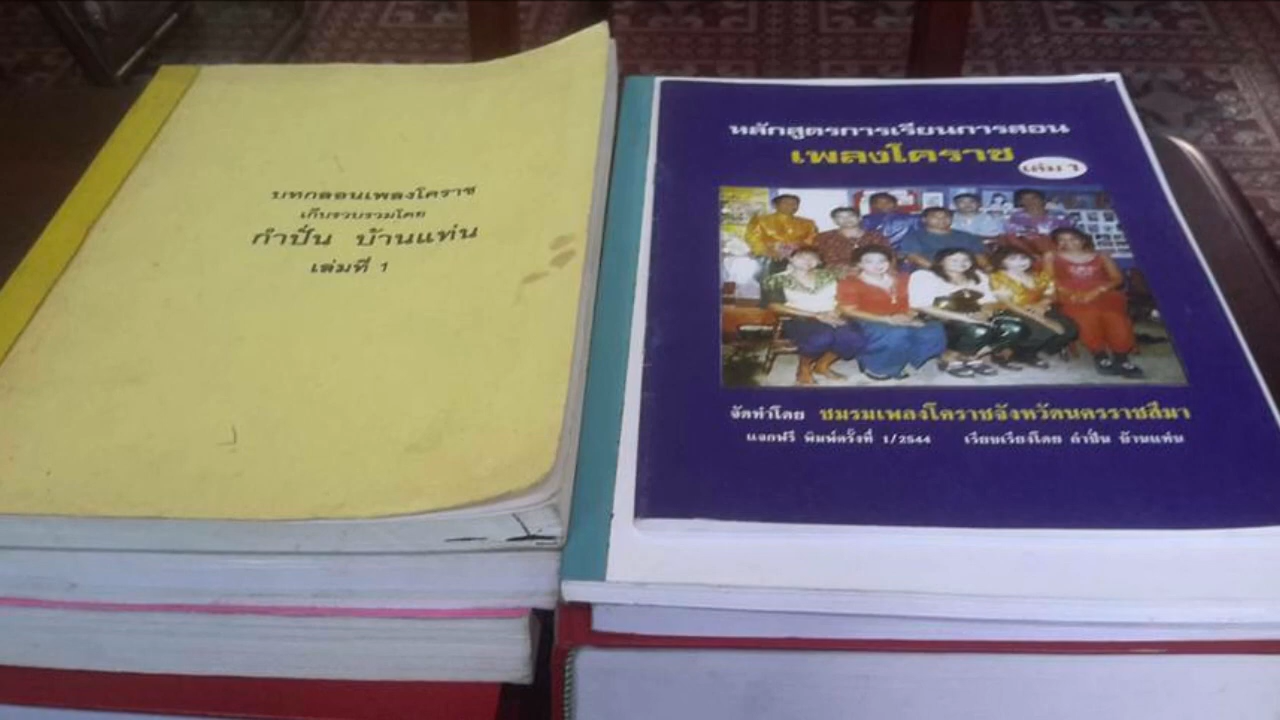 บทกลอนเพลงโคราช
เก็บรวบรวมโดย
กำปั่น บ้านแท่น
เล่มที่ 1
หลักสูตรการเรียนการสอน
เพลงโคราช
เล่ม 1
จัดทำโดย ชมรมเพลงโคราชจังหวัดนครราชสีมา
แจกฟรี พิมพ์ครั้งที่ 1/2544 เรียบเรียงโดย กำปั่น บ้านแท่น